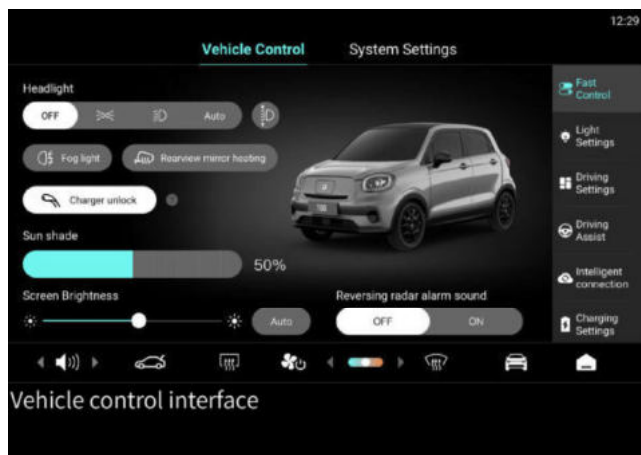 12:29
Vehicle Control
System Settings
Headlight
OFF
Auto
Fog light
Rearview mirror heating
Charger unlock
Sun shade
50%
Screen Brightness
Auto
Reversing radar alarm sound
OFF
ON
Fast
Control
Light
Settings
Driving
Settings
Driving
Assist
Intelligent
connection
Charging
Settings
Vehicle control interface